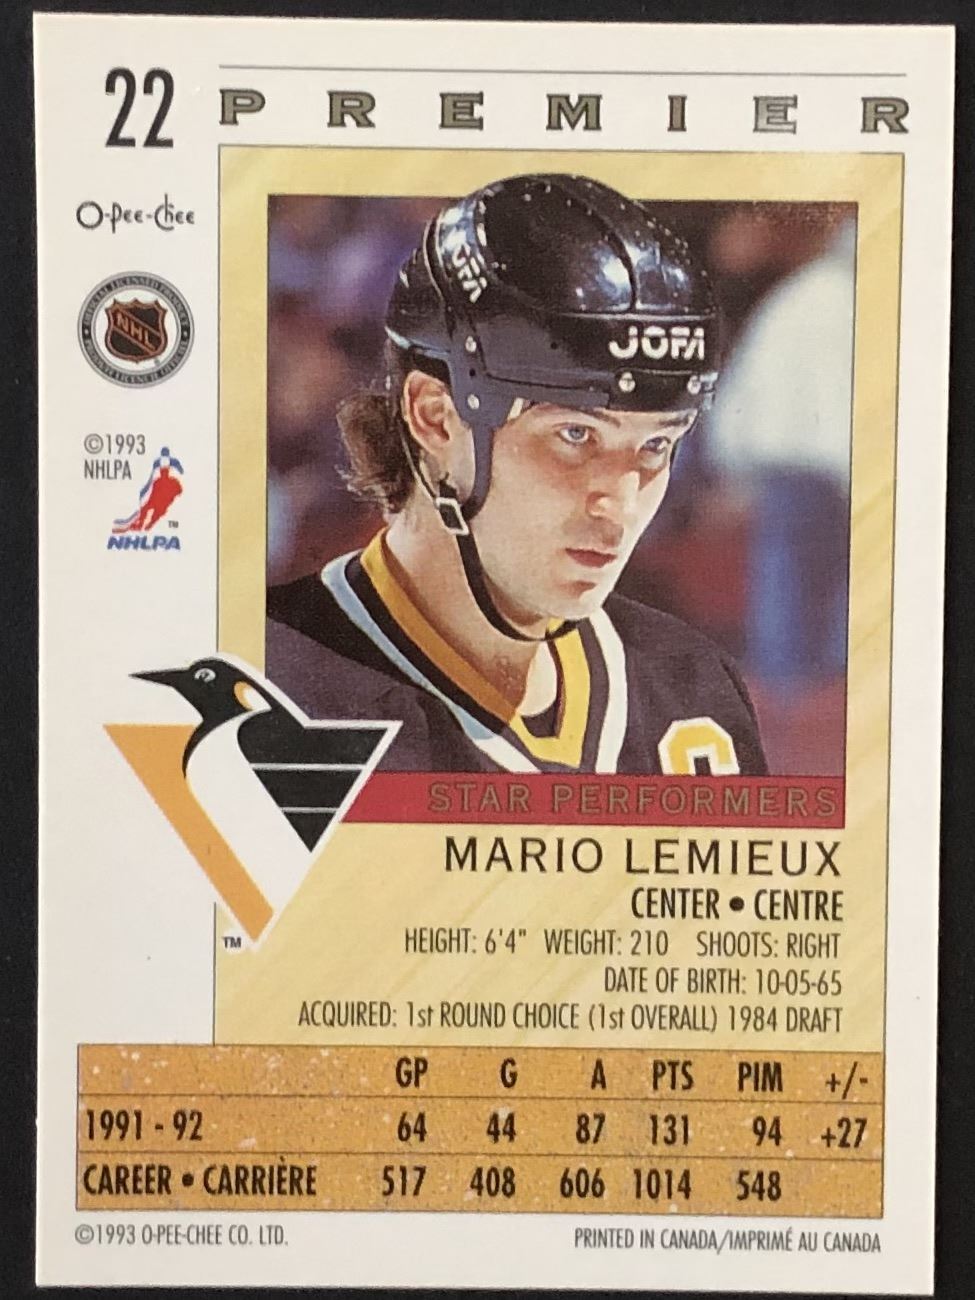 22
PREMIER
O-Pee-Chee
NHL
©1993
NHLPA
TM
NHLPA
JOFA
JOFA
C
TM
STAR PERFORMERS
MARIO LEMIEUX
CENTER • CENTRE
HEIGHT: 6'4" WEIGHT: 210 SHOOTS: RIGHT
DATE OF BIRTH: 10-05-65
ACQUIRED: 1st ROUND CHOICE (1st OVERALL) 1984 DRAFT
GP G A PTS PIM +/-
1991 - 92 64 44 87 131 94 +27
CAREER • CARRIÈRE 517 408 606 1014 548
©1993 O-PEE-CHEE CO. LTD. PRINTED IN CANADA/IMPRIMÉ AU CANADA